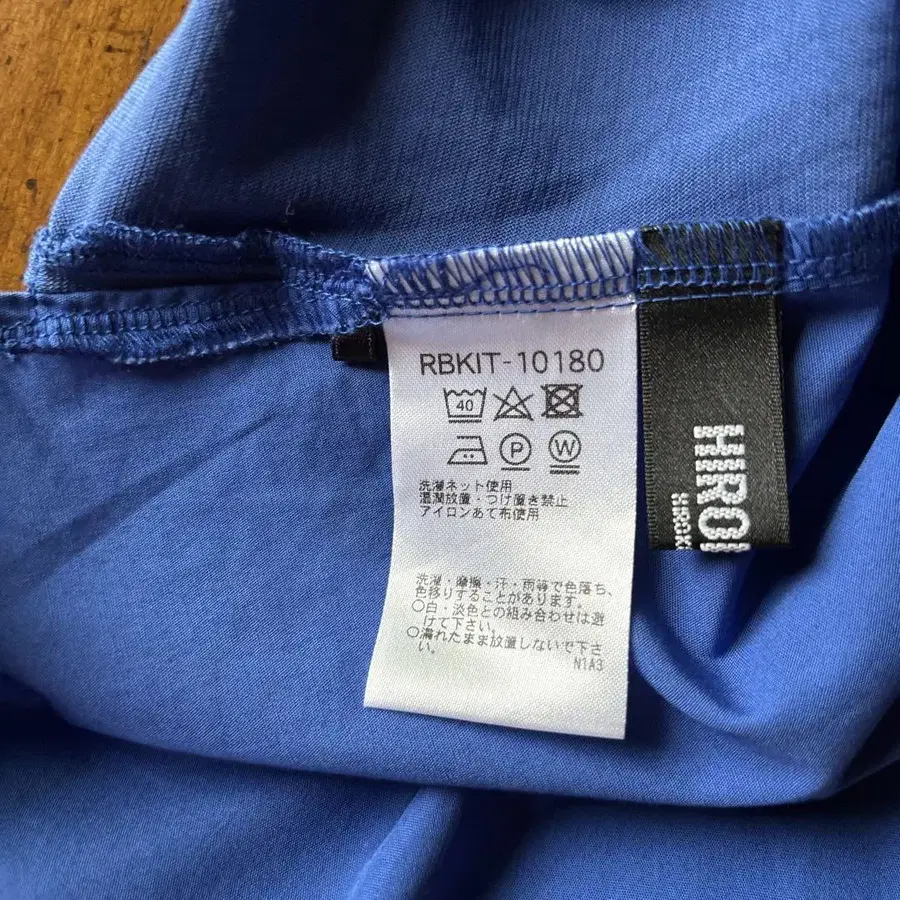 RBKIT-10180
40
P W
洗濯ネット使用
湿潤放置・つけ置き禁止
アイロンあて布使用
洗濯・摩擦・汗・雨等で色落ち、
色移りすることがあります。
○白・淡色との組み合わせは避
けて下さい。
○濡れたまま放置しないで下さ
い。
N1A3